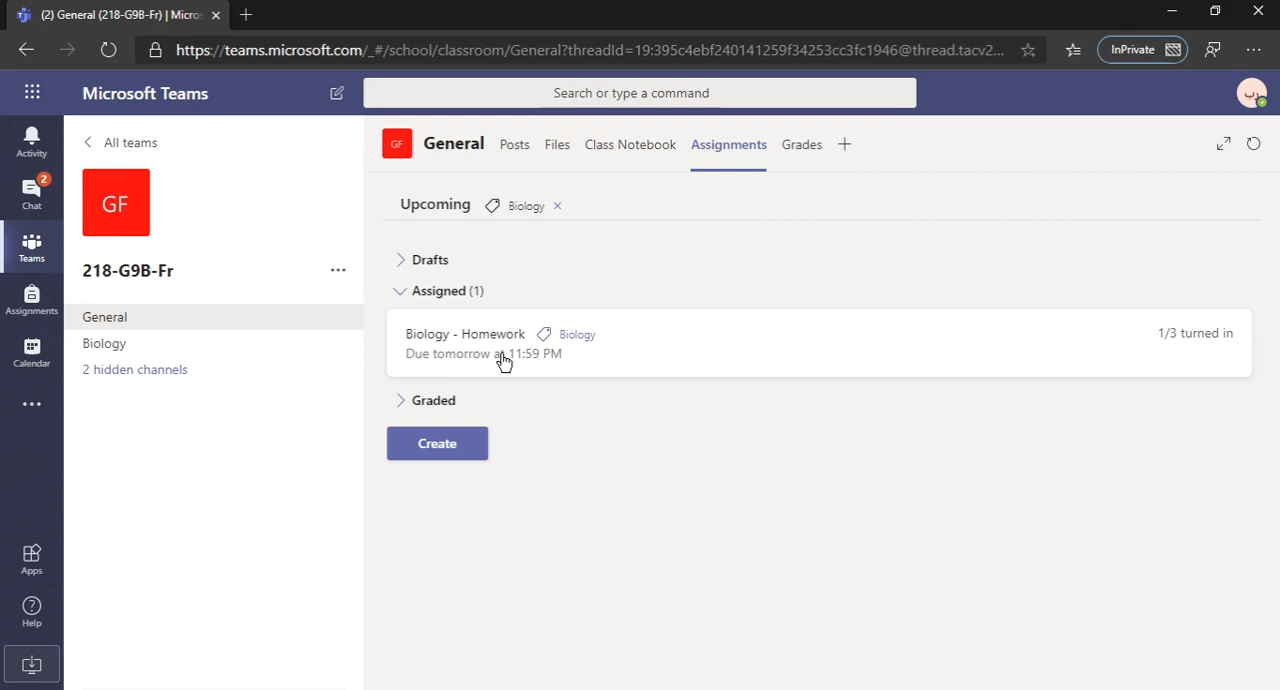 (2) General (218-G9B-Fr) | Micros
https://teams.microsoft.com/_#/school/classroom/General?threadId=19:395c4ebf240141259f34253cc3fc1946@thread.tacv2...
InPrivate
Microsoft Teams
Search or type a command
رب
Activity
2
Chat
Teams
Assignments
Calendar
Apps
Help
All teams
GF
218-G9B-Fr
General
Biology
2 hidden channels
GF
General Posts Files Class Notebook Assignments Grades
Upcoming Biology
Drafts
Assigned (1)
Biology - Homework Biology
1/3 turned in
Due tomorrow at 11:59 PM
Graded
Create